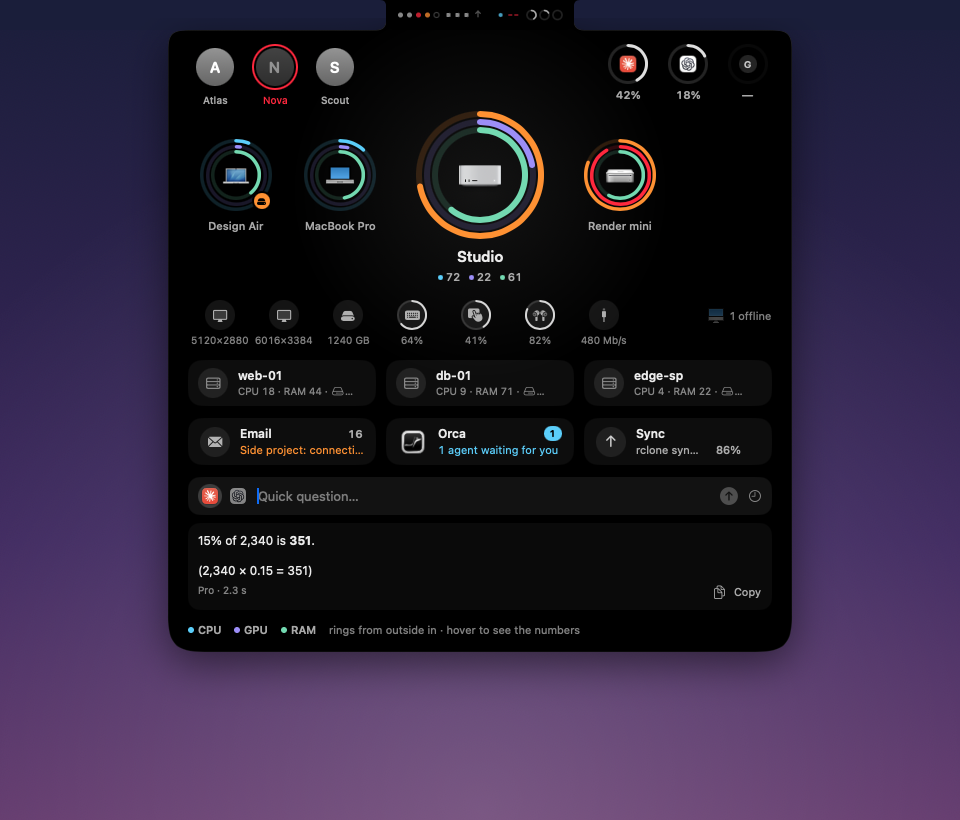 A N S
Atlas Nova Scout
G
42% 18% —
Design Air
MacBook Pro
Render mini
Studio
72 22 61
5120×2880 6016×3384 1240 GB 64% 41% 82% 480 Mb/s
1 offline
web-01
CPU 18 · RAM 44 · …
db-01
CPU 9 · RAM 71 · …
edge-sp
CPU 4 · RAM 22 · …
Email 16
Side project: connecti…
Orca 1
1 agent waiting for you
Sync
rclone syn… 86%
Quick question…
15% of 2,340 is 351.
(2,340 × 0.15 = 351)
Pro · 2.3 s
Copy
CPU GPU RAM rings from outside in · hover to see the numbers